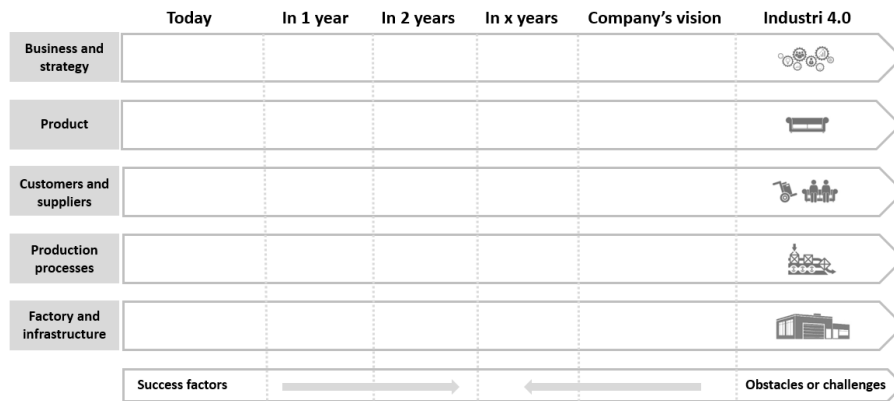 Today In 1 year In 2 years In x years Company's vision Industri 4.0
Business and
strategy
Product
Customers and
suppliers
Production
processes
Factory and
infrastructure
Success factors Obstacles or challenges